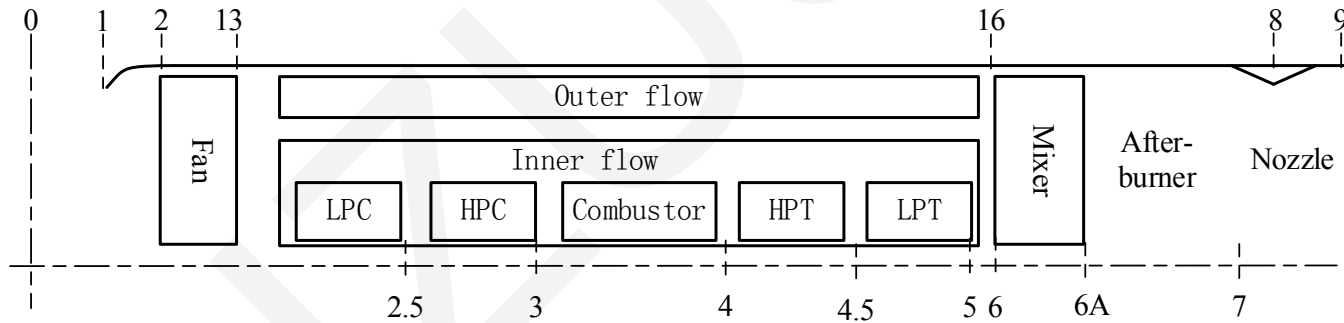 0 1 2 13 16 8 9
Outer flow
Fan
Inner flow
Mixer
After-
burner
Nozzle
LPC HPC Combustor HPT LPT
2.5 3 4 4.5 5 6 6A 7